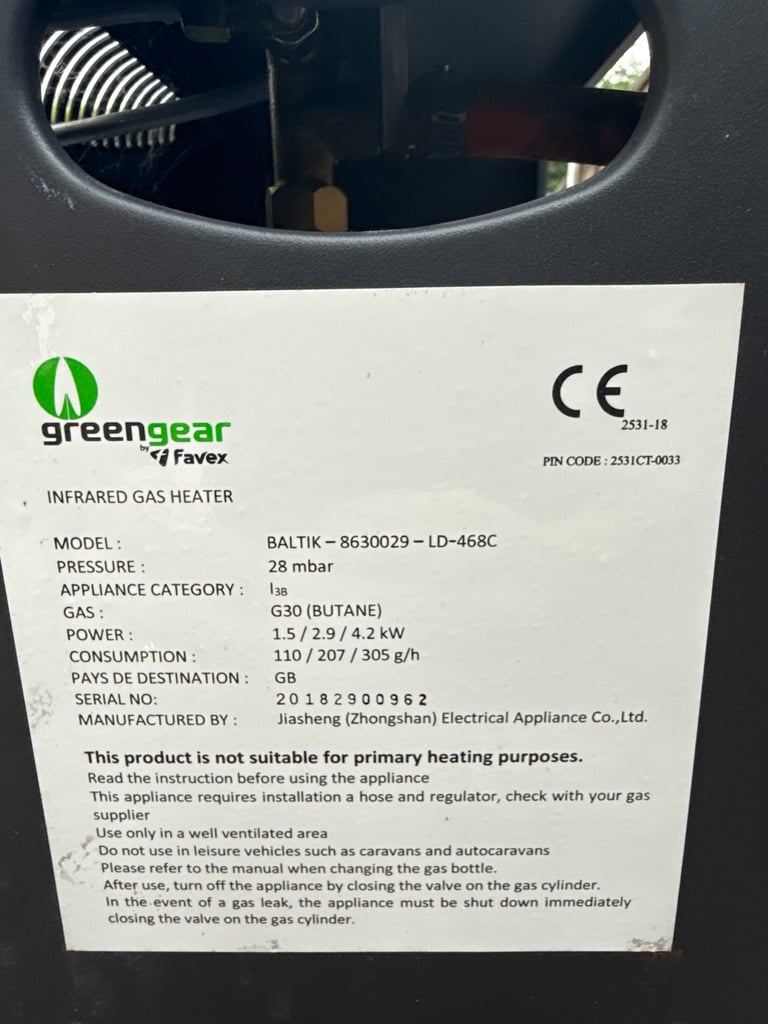 greengear
by Favex
CE
2531-18
PIN CODE : 2531CT-0033
INFRARED GAS HEATER
MODEL : BALTIK – 8630029 – LD-468C
PRESSURE : 28 mbar
APPLIANCE CATEGORY : I3B
GAS : G30 (BUTANE)
POWER : 1.5 / 2.9 / 4.2 kW
CONSUMPTION : 110 / 207 / 305 g/h
PAYS DE DESTINATION : GB
SERIAL NO: 20182900962
MANUFACTURED BY : Jiasheng (Zhongshan) Electrical Appliance Co.,Ltd.
This product is not suitable for primary heating purposes.
Read the instruction before using the appliance
This appliance requires installation a hose and regulator, check with your gas
supplier
Use only in a well ventilated area
Do not use in leisure vehicles such as caravans and autocaravans
Please refer to the manual when changing the gas bottle.
After use, turn off the appliance by closing the valve on the gas cylinder.
In the event of a gas leak, the appliance must be shut down immediately
closing the valve on the gas cylinder.